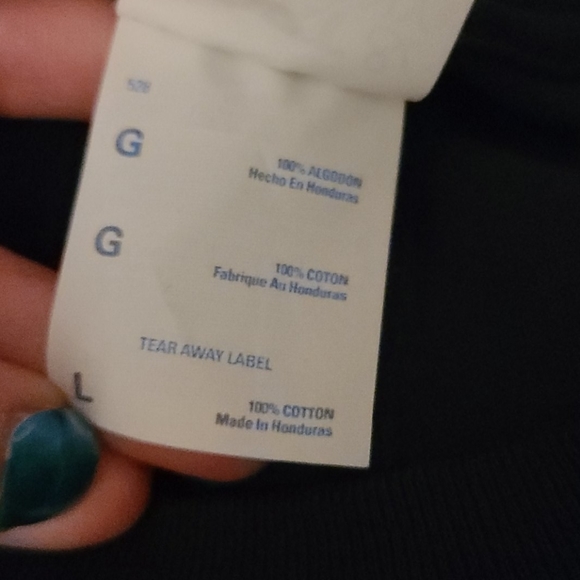 G
100% ALGODON
Hecho En Honduras
G
100% COTON
Fabrique Au Honduras
TEAR AWAY LABEL
L
100% COTTON
Made In Honduras